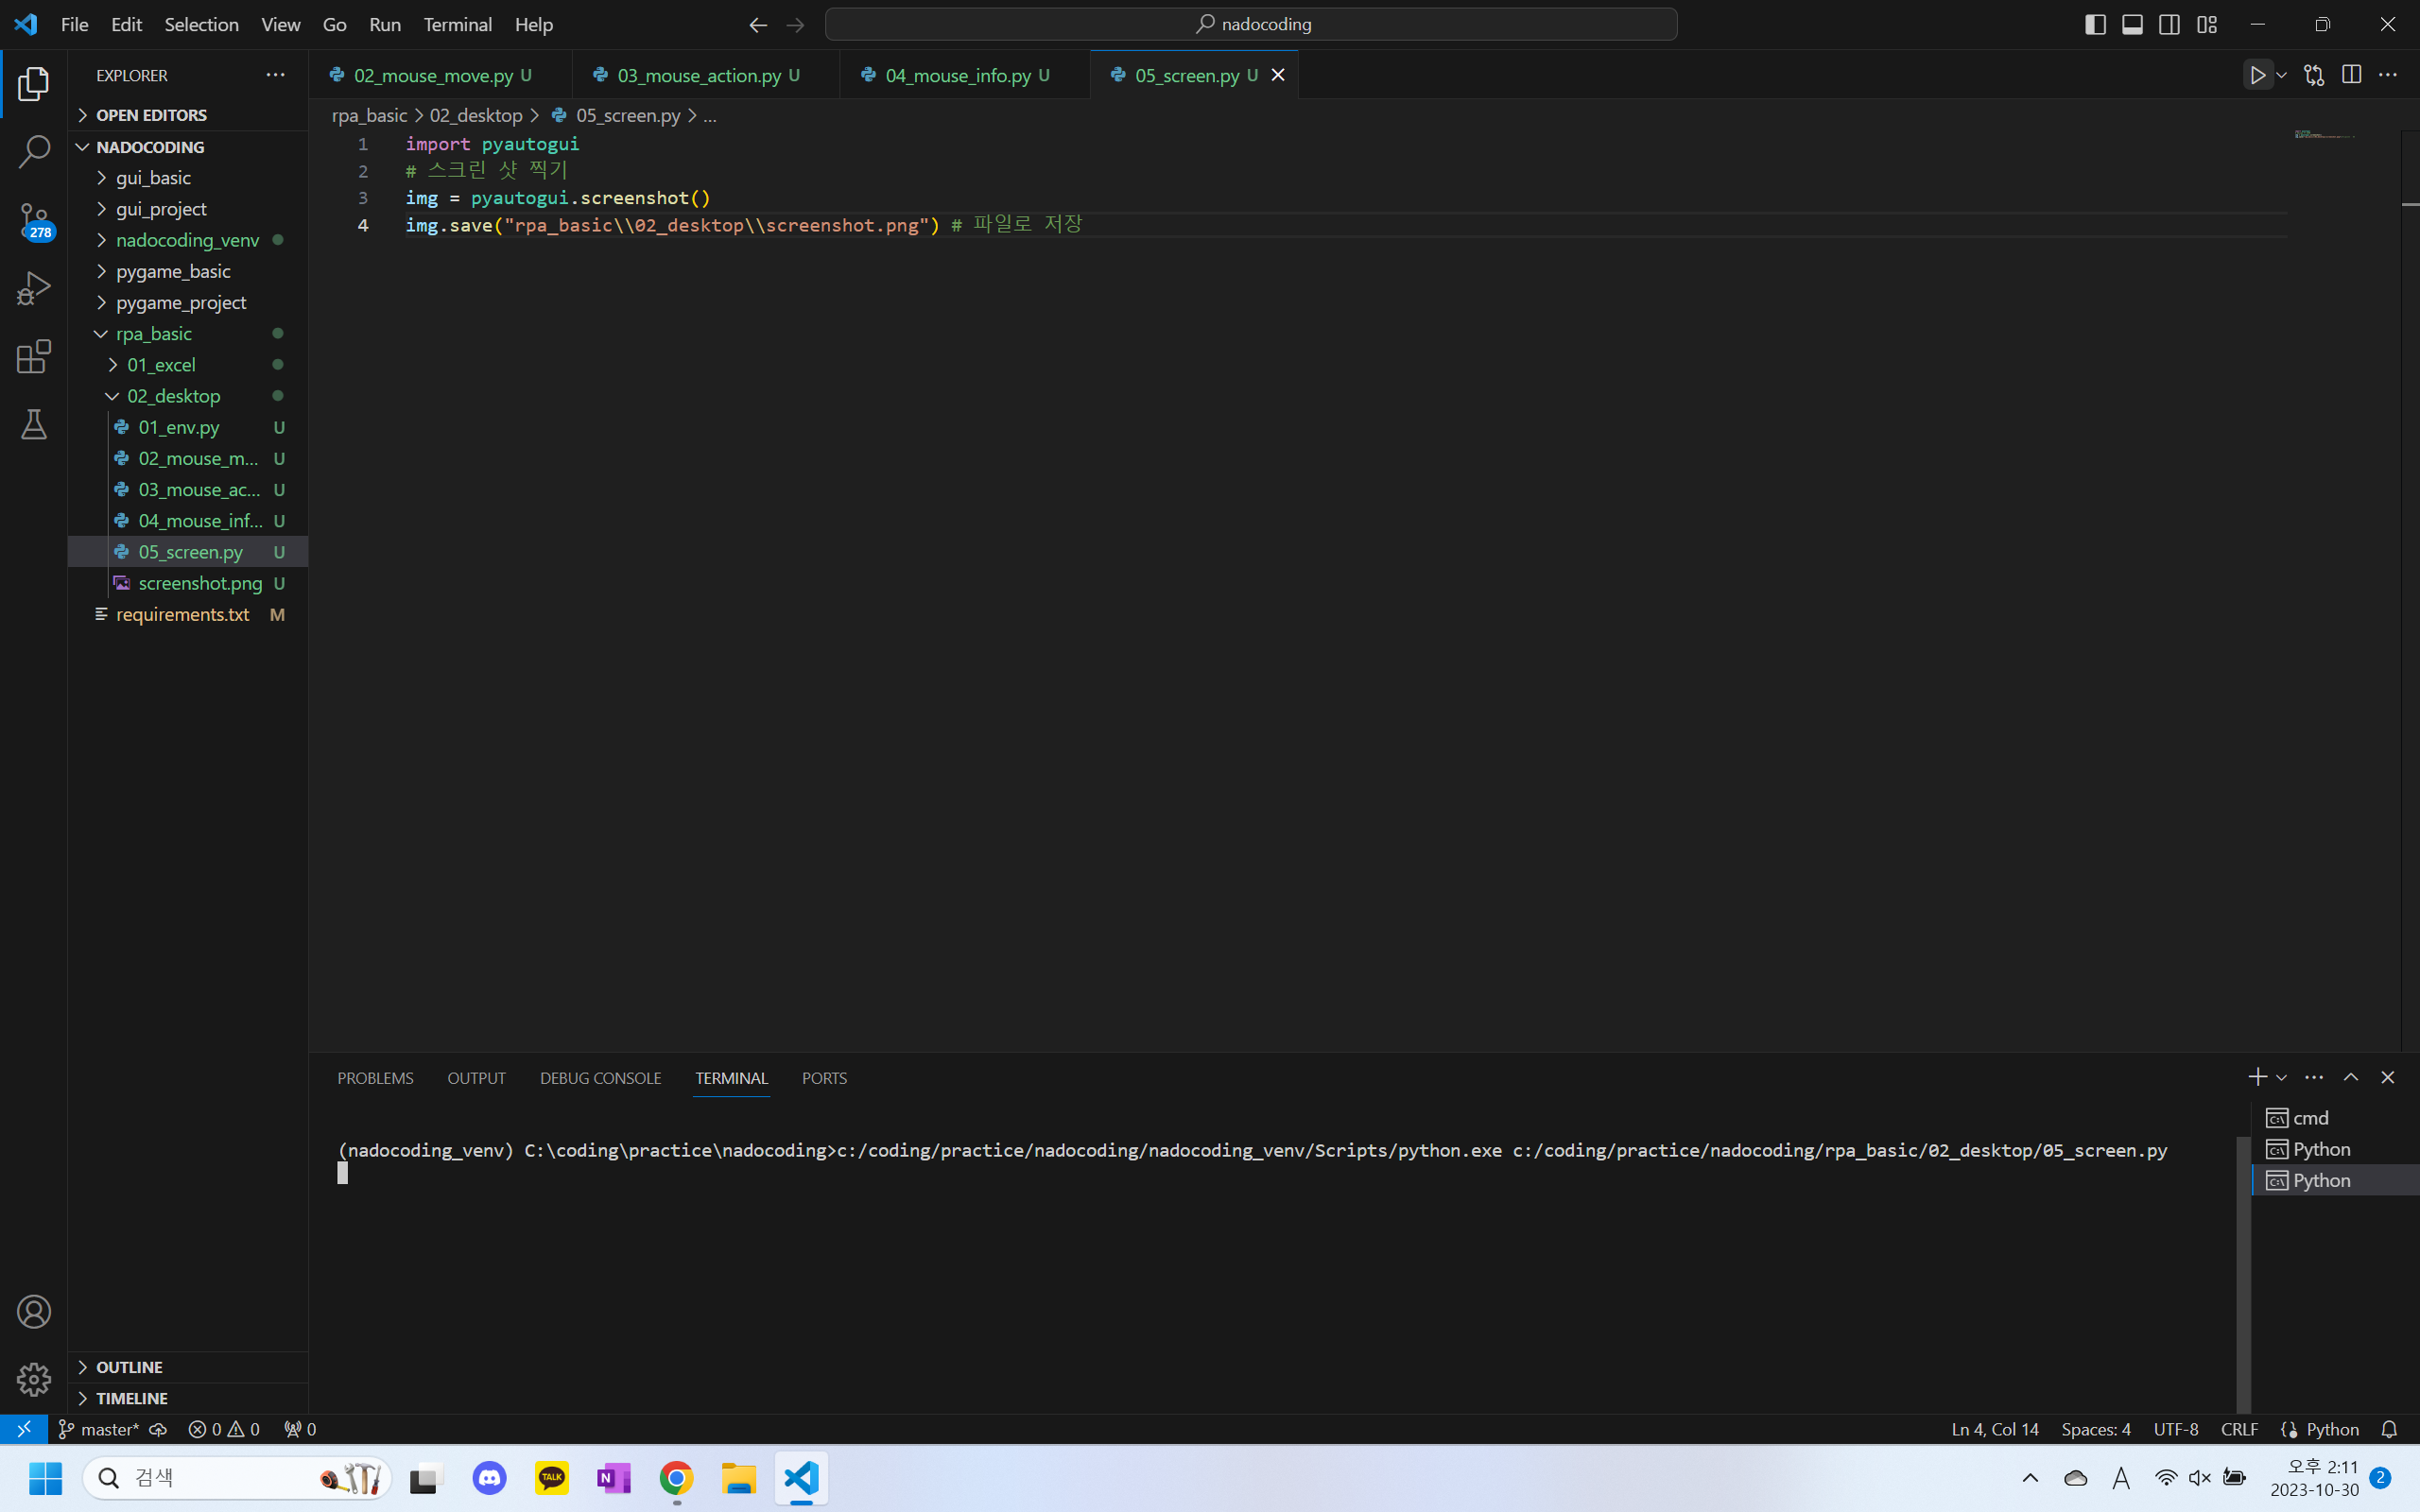 File Edit Selection View Go Run Terminal Help
nadocoding
EXPLORER
OPEN EDITORS
NADOCODING
gui_basic
gui_project
nadocoding_venv
pygame_basic
pygame_project
rpa_basic
01_excel
02_desktop
01_env.py U
02_mouse_m... U
03_mouse_ac... U
04_mouse_inf... U
05_screen.py U
screenshot.png U
requirements.txt M
OUTLINE
TIMELINE
278
02_mouse_move.py U 03_mouse_action.py U 04_mouse_info.py U 05_screen.py U
rpa_basic > 02_desktop > 05_screen.py > ...
1 import pyautogui
2 # 스크린 샷 찍기
3 img = pyautogui.screenshot()
4 img.save("rpa_basic\\02_desktop\\screenshot.png") # 파일로 저장
PROBLEMS OUTPUT DEBUG CONSOLE TERMINAL PORTS
(nadocoding_venv) C:\coding\practice\nadocoding>c:/coding/practice/nadocoding/nadocoding_venv/Scripts/python.exe c:/coding/practice/nadocoding/rpa_basic/02_desktop/05_screen.py
cmd
Python
Python
master* 0 0 0 Ln 4, Col 14 Spaces: 4 UTF-8 CRLF Python
검색
TALK
N
A
오후 2:11
2023-10-30
2